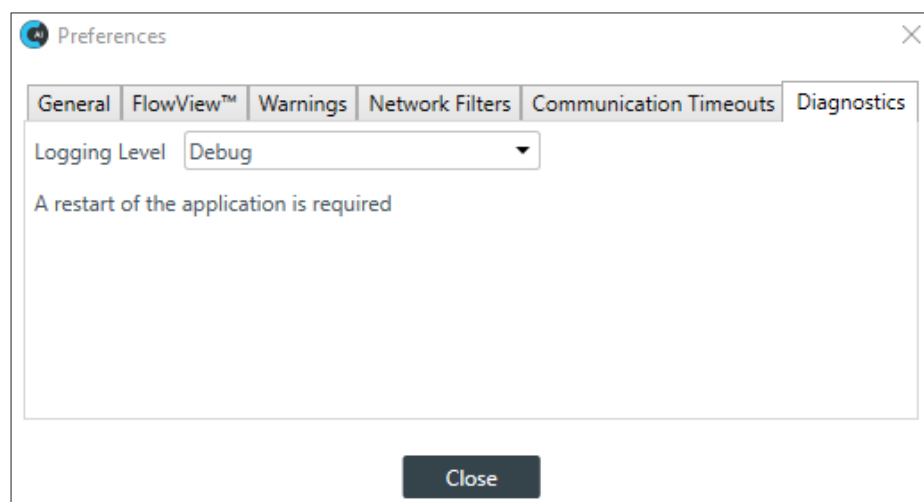 Preferences
General FlowView™ Warnings Network Filters Communication Timeouts Diagnostics
Logging Level Debug
A restart of the application is required
Close